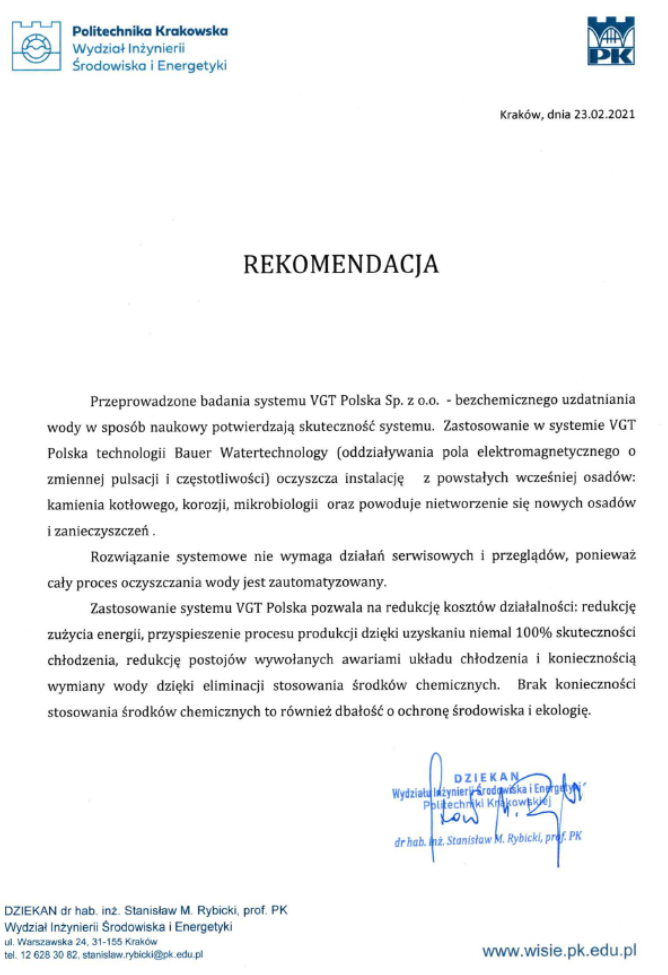 Politechnika Krakowska
Wydział Inżynierii
Środowiska i Energetyki
PK
Kraków, dnia 23.02.2021
REKOMENDACJA
Przeprowadzone badania systemu VGT Polska Sp. z o.o. - bezchemicznego uzdatniania
wody w sposób naukowy potwierdzają skuteczność systemu. Zastosowanie w systemie VGT
Polska technologii Bauer Watertechnology (oddziaływania pola elektromagnetycznego o
zmiennej pulsacji i częstotliwości) oczyszcza instalację z powstałych wcześniej osadów:
kamienia kotłowego, korozji, mikrobiologii oraz powoduje nietworzenie się nowych osadów
i zanieczyszczeń .
Rozwiązanie systemowe nie wymaga działań serwisowych i przeglądów, ponieważ
cały proces oczyszczania wody jest zautomatyzowany.
Zastosowanie systemu VGT Polska pozwala na redukcję kosztów działalności: redukcję
zużycia energii, przyspieszenie procesu produkcji dzięki uzyskaniu niemal 100% skuteczności
chłodzenia, redukcję postojów wywołanych awariami układu chłodzenia i koniecznością
wymiany wody dzięki eliminacji stosowania środków chemicznych. Brak konieczności
stosowania środków chemicznych to również dbałość o ochronę środowiska i ekologię.
DZIEKAN
Wydziału Inżynierii Środowiska i Energetyki
Politechniki Krakowskiej
dr hab. inż. Stanisław M. Rybicki, prof. PK
DZIEKAN dr hab. inż. Stanisław M. Rybicki, prof. PK
Wydział Inżynierii Środowiska i Energetyki
ul. Warszawska 24, 31-155 Kraków
tel. 12 628 30 82, stanislaw.rybicki@pk.edu.pl
www.wisie.pk.edu.pl